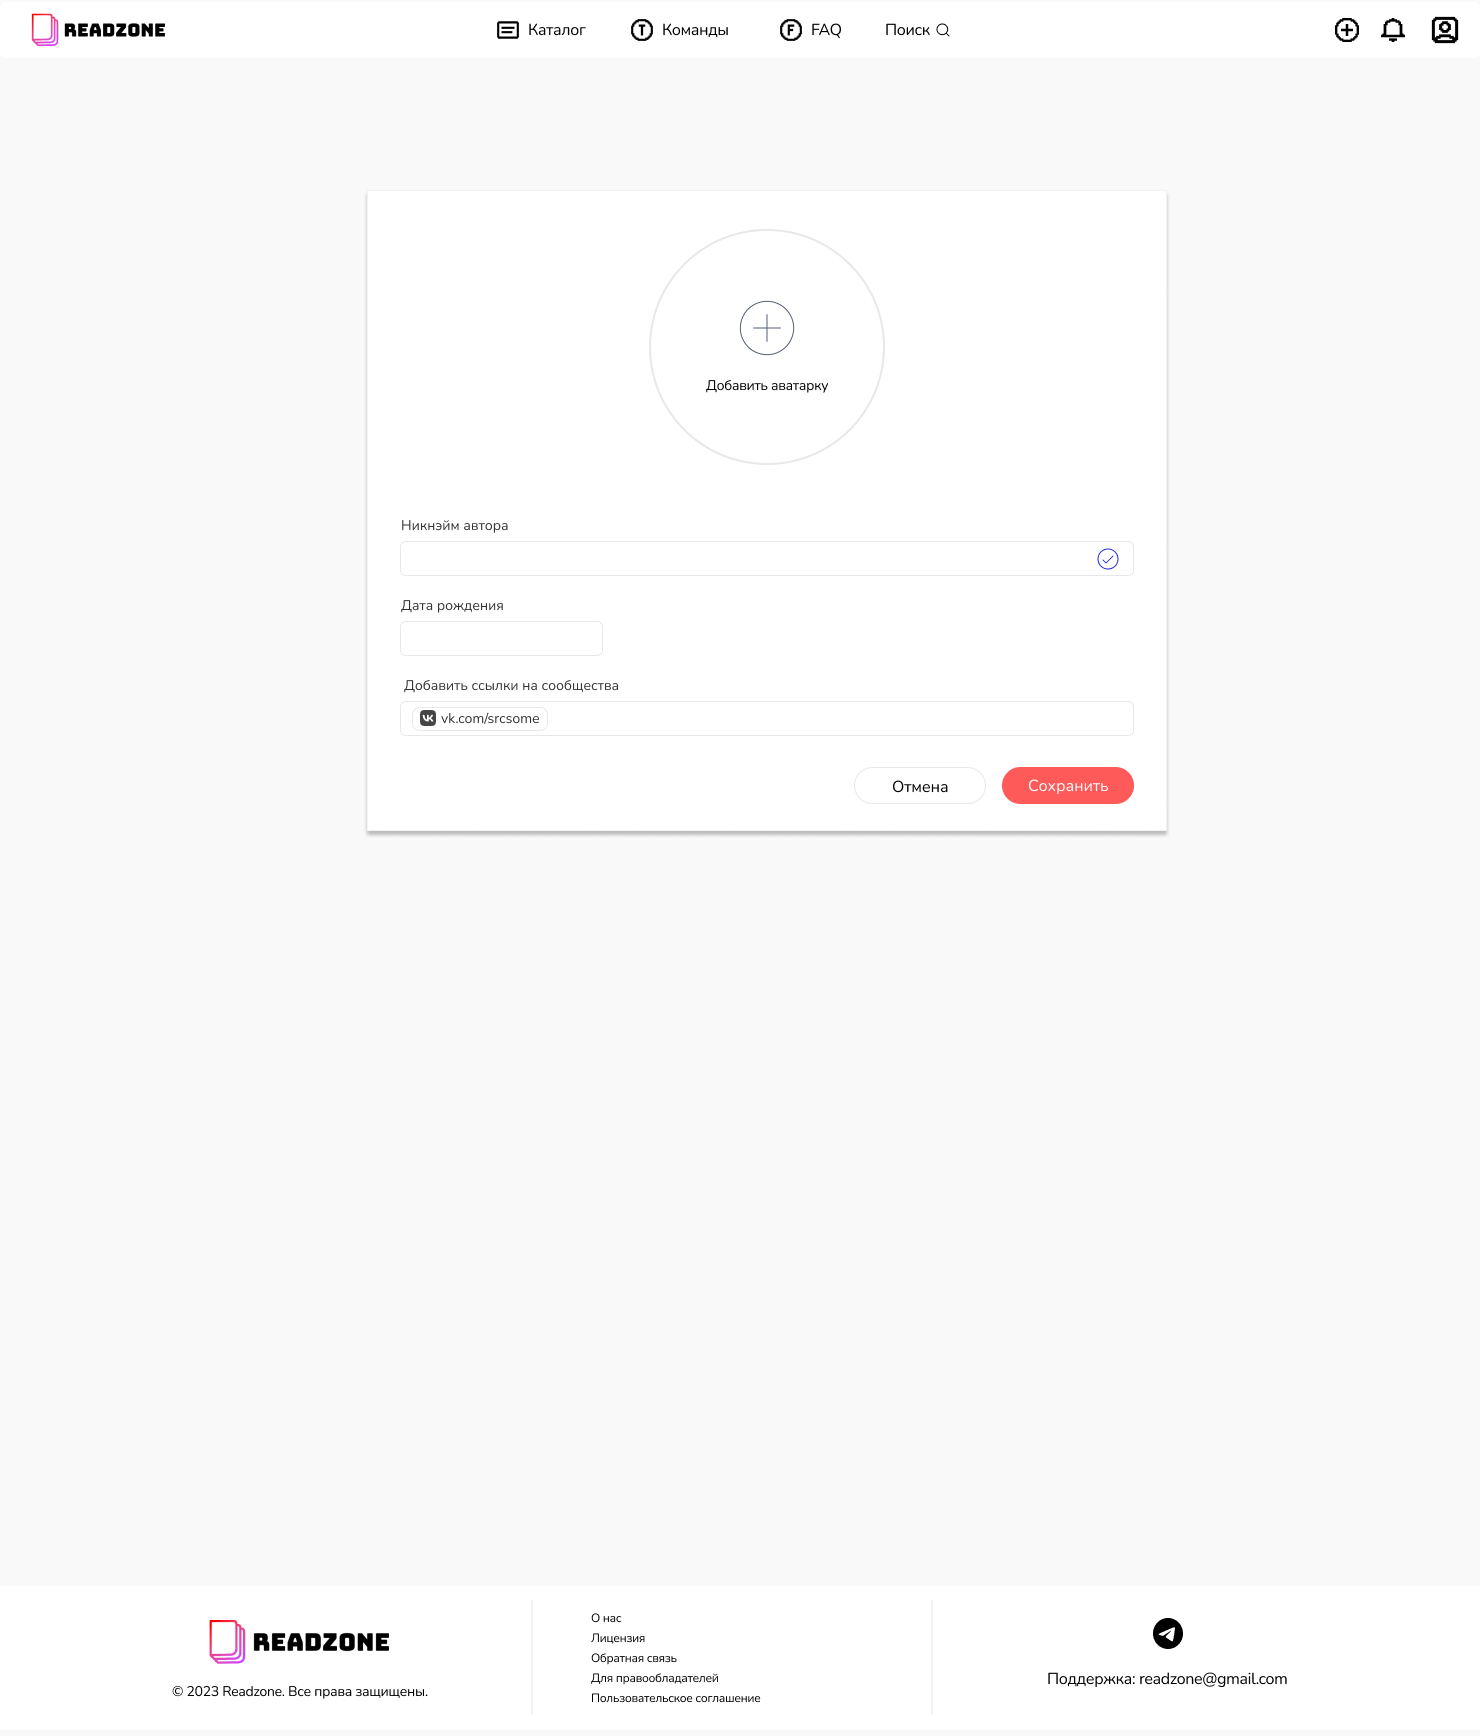 READZONE
Каталог
Команды
FAQ
Поиск
Добавить аватарку
Никнэйм автора
Дата рождения
Добавить ссылки на сообщества
vk.com/srcsome
Отмена
Сохранить
READZONE
© 2023 Readzone. Все права защищены.
О нас
Лицензия
Обратная связь
Для правообладателей
Пользовательское соглашение
Поддержка: readzone@gmail.com